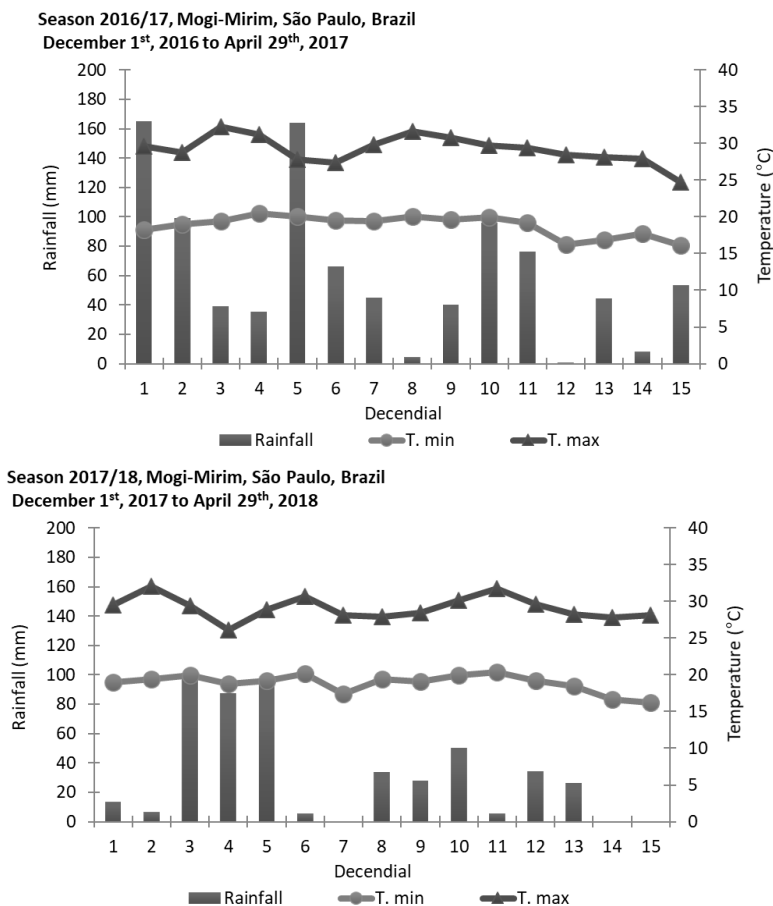 Season 2016/17, Mogi-Mirim, São Paulo, Brazil
December 1st, 2016 to April 29th, 2017
200
180
160
140
120
100
80
60
40
20
0
Rainfall (mm)
40
35
30
25
20
15
10
5
0
Temperature (°C)
1 2 3 4 5 6 7 8 9 10 11 12 13 14 15
Decendial
Rainfall T. min T. max
Season 2017/18, Mogi-Mirim, São Paulo, Brazil
December 1st, 2017 to April 29th, 2018
200
180
160
140
120
100
80
60
40
20
0
Rainfall (mm)
40
35
30
25
20
15
10
5
0
Temperature (°C)
1 2 3 4 5 6 7 8 9 10 11 12 13 14 15
Decendial
Rainfall T. min T. max